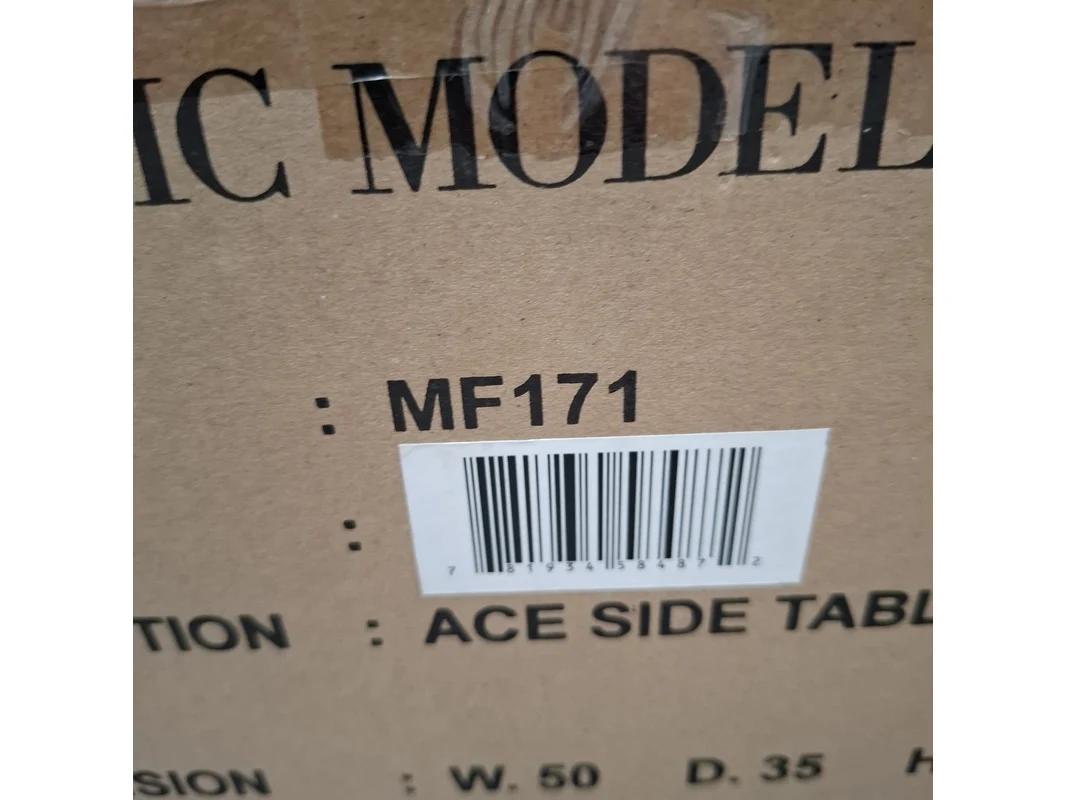 IC MODEL
: MF171
:
7 81934 58487 2
TION : ACE SIDE TABL
SION : W. 50 D. 35 H